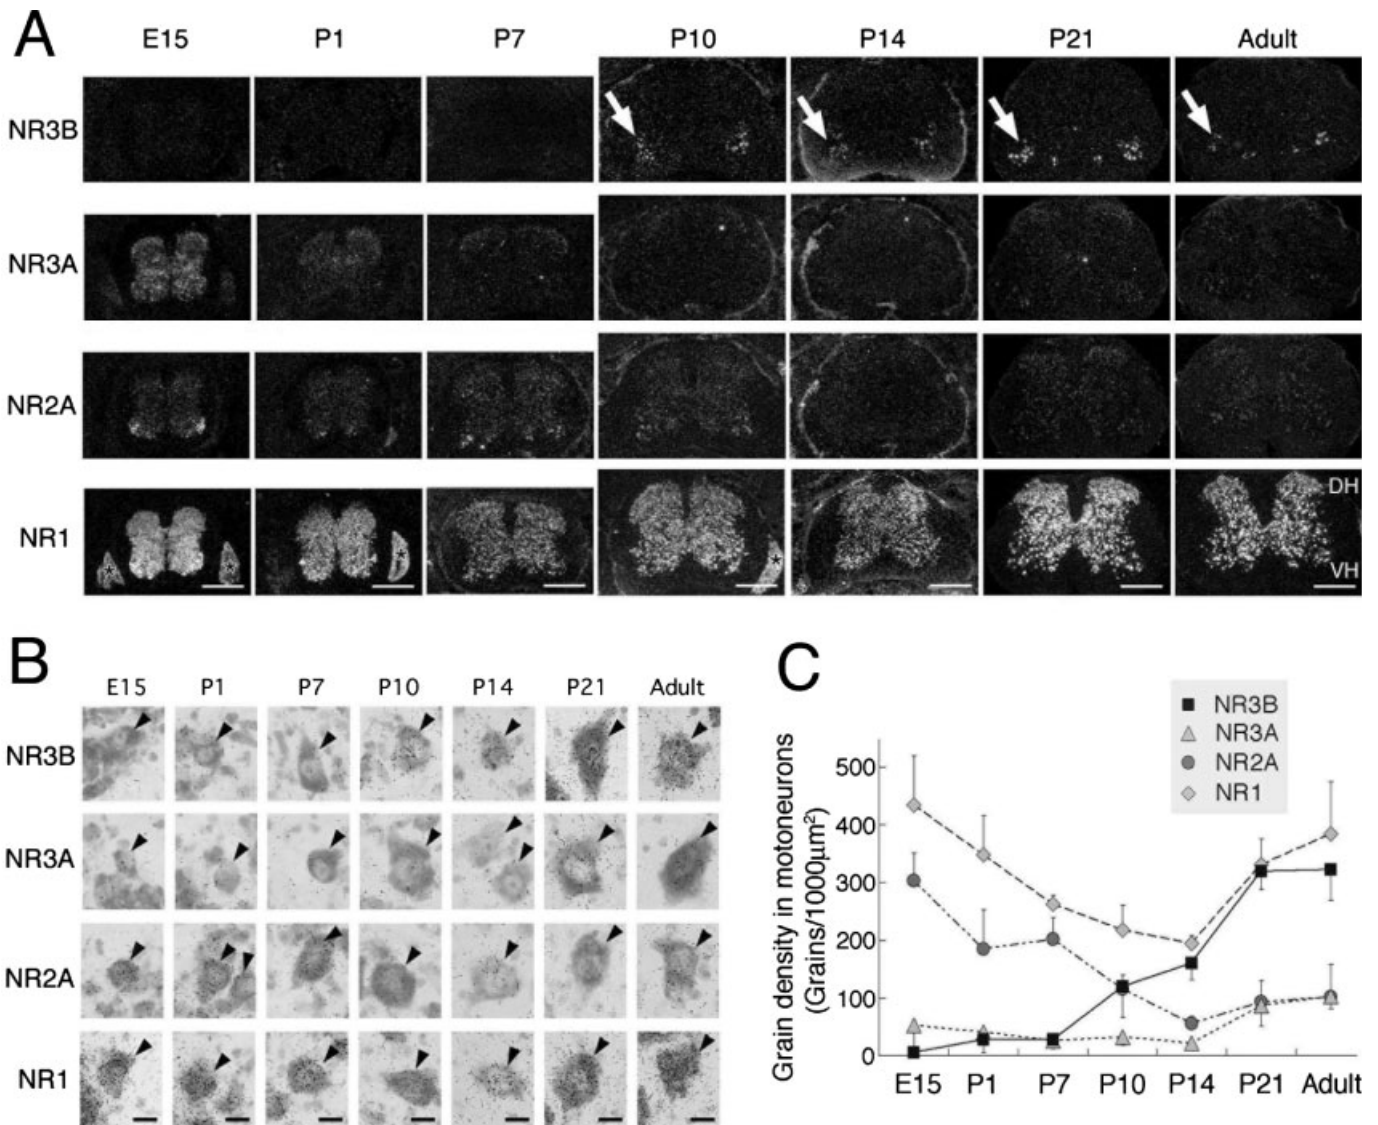 A
E15 P1 P7 P10 P14 P21 Adult
NR3B
NR3A
NR2A
NR1
DH
VH
* * * *
B
E15 P1 P7 P10 P14 P21 Adult
NR3B
NR3A
NR2A
NR1
C
NR3B
NR3A
NR2A
NR1
Grain density in motoneurons
(Grains/1000μm²)
500
400
300
200
100
0
E15 P1 P7 P10 P14 P21 Adult